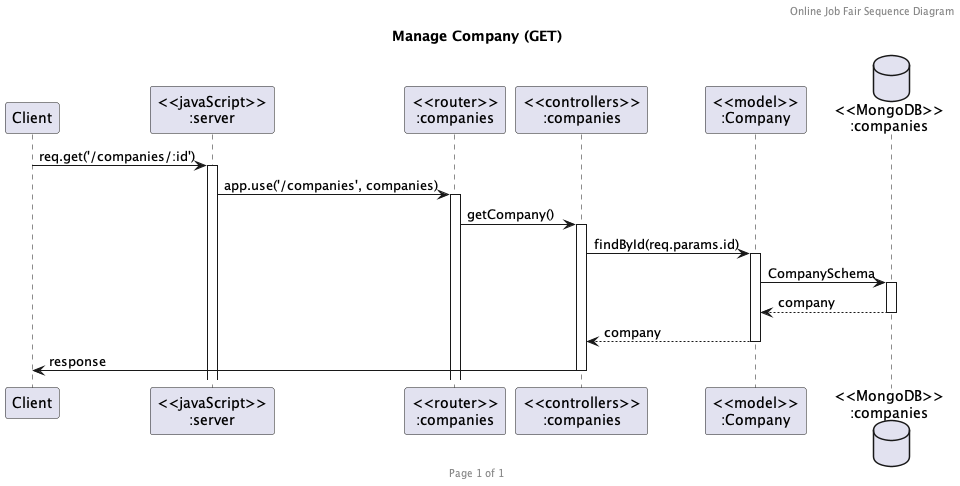 Online Job Fair Sequence Diagram
Manage Company (GET)
Client
<<javaScript>>
:server
<<router>>
:companies
<<controllers>>
:companies
<<model>>
:Company
<<MongoDB>>
:companies
req.get('/companies/:id')
app.use('/companies', companies)
getCompany()
findById(req.params.id)
CompanySchema
company
company
response
Client
<<javaScript>>
:server
<<router>>
:companies
<<controllers>>
:companies
<<model>>
:Company
<<MongoDB>>
:companies
Page 1 of 1